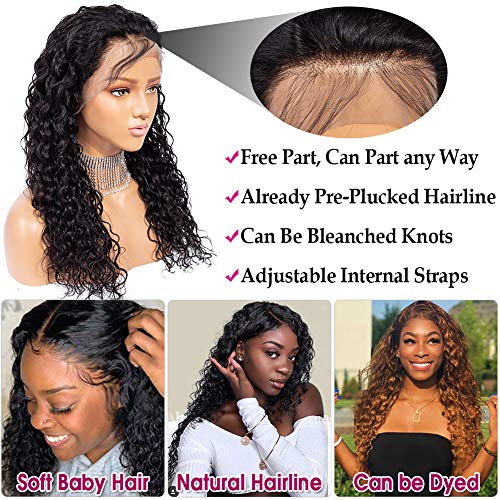 ✓Free Part, Can Part any Way
✓Already Pre-Plucked Hairline
✓Can Be Bleanched Knots
✓Adjustable Internal Straps
Soft Baby Hair
Natural Hairline
Can be Dyed